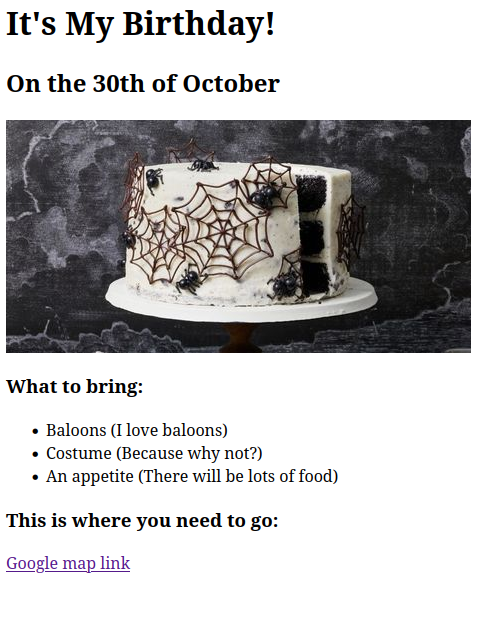 It's My Birthday!
On the 30th of October
What to bring:
Baloons (I love baloons)
Costume (Because why not?)
An appetite (There will be lots of food)
This is where you need to go:
Google map link